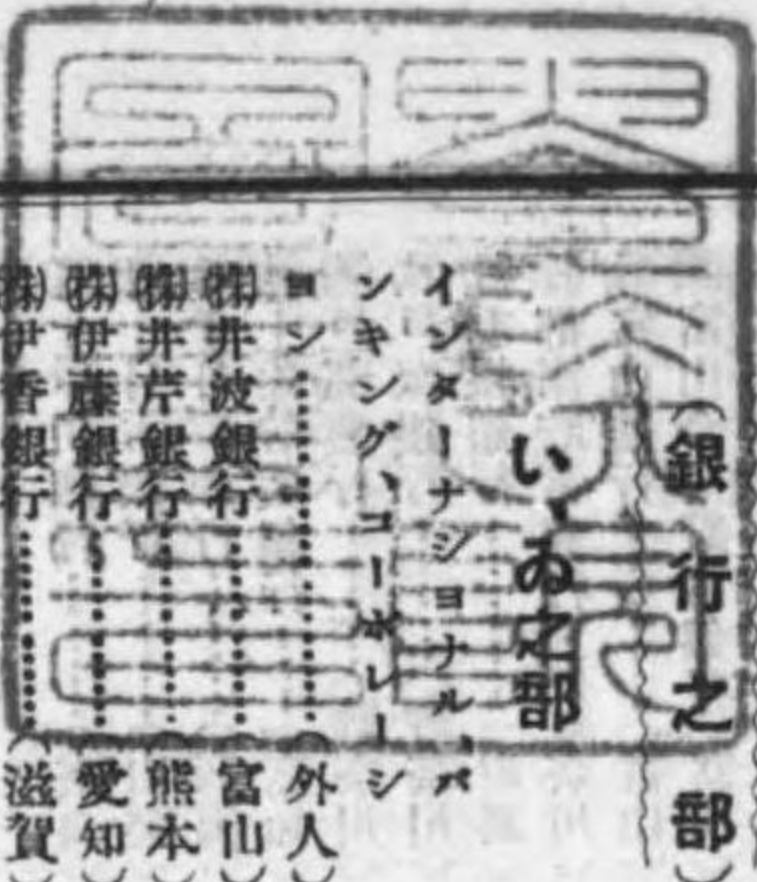 (銀行之部)
い、ゐ之部
インターナショナル、バ
ンキング、コーポレーシ
ヨン…………(外人)
㈱井波銀行…………(富山)
㈱井芹銀行…………(熊本)
㈱伊藤銀行…………(愛知)
㈱伊香銀行…………(滋賀)